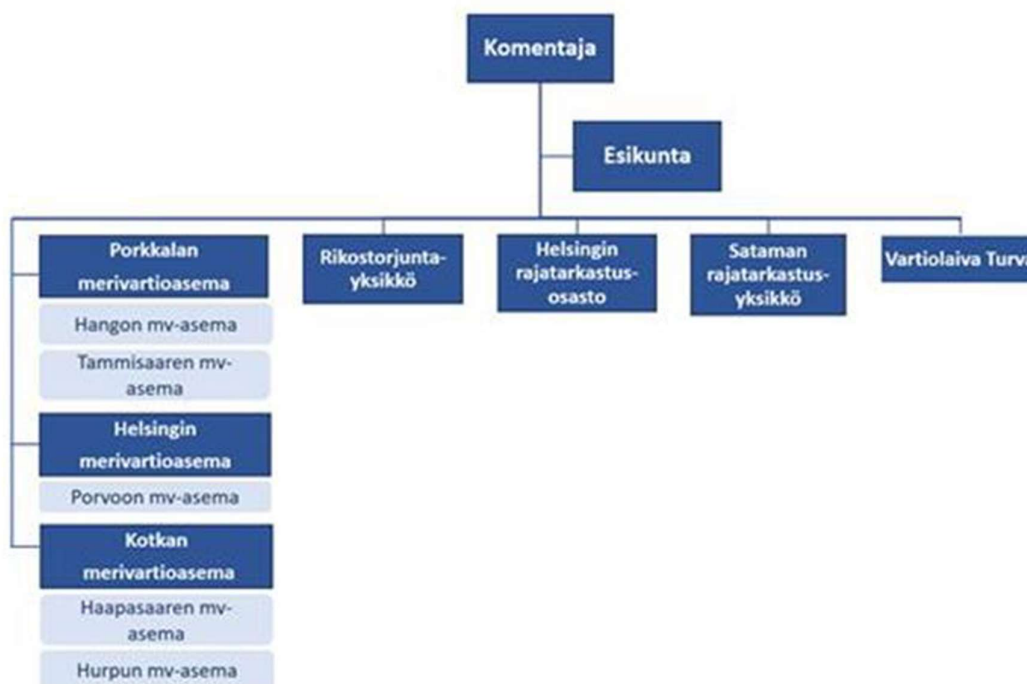 Komentaja
Esikunta
Porkkalan
merivartioasema
Hangon mv-asema
Tammisaaren mv-
asema
Helsingin
merivartioasema
Porvoon mv-asema
Kotkan
merivartioasema
Haapasaaren mv-
asema
Hurpun mv-asema
Rikostorjunta-
yksikkö
Helsingin
rajatarkastus-
osasto
Sataman
rajatarkastus-
yksikkö
Vartiolaiva Turva